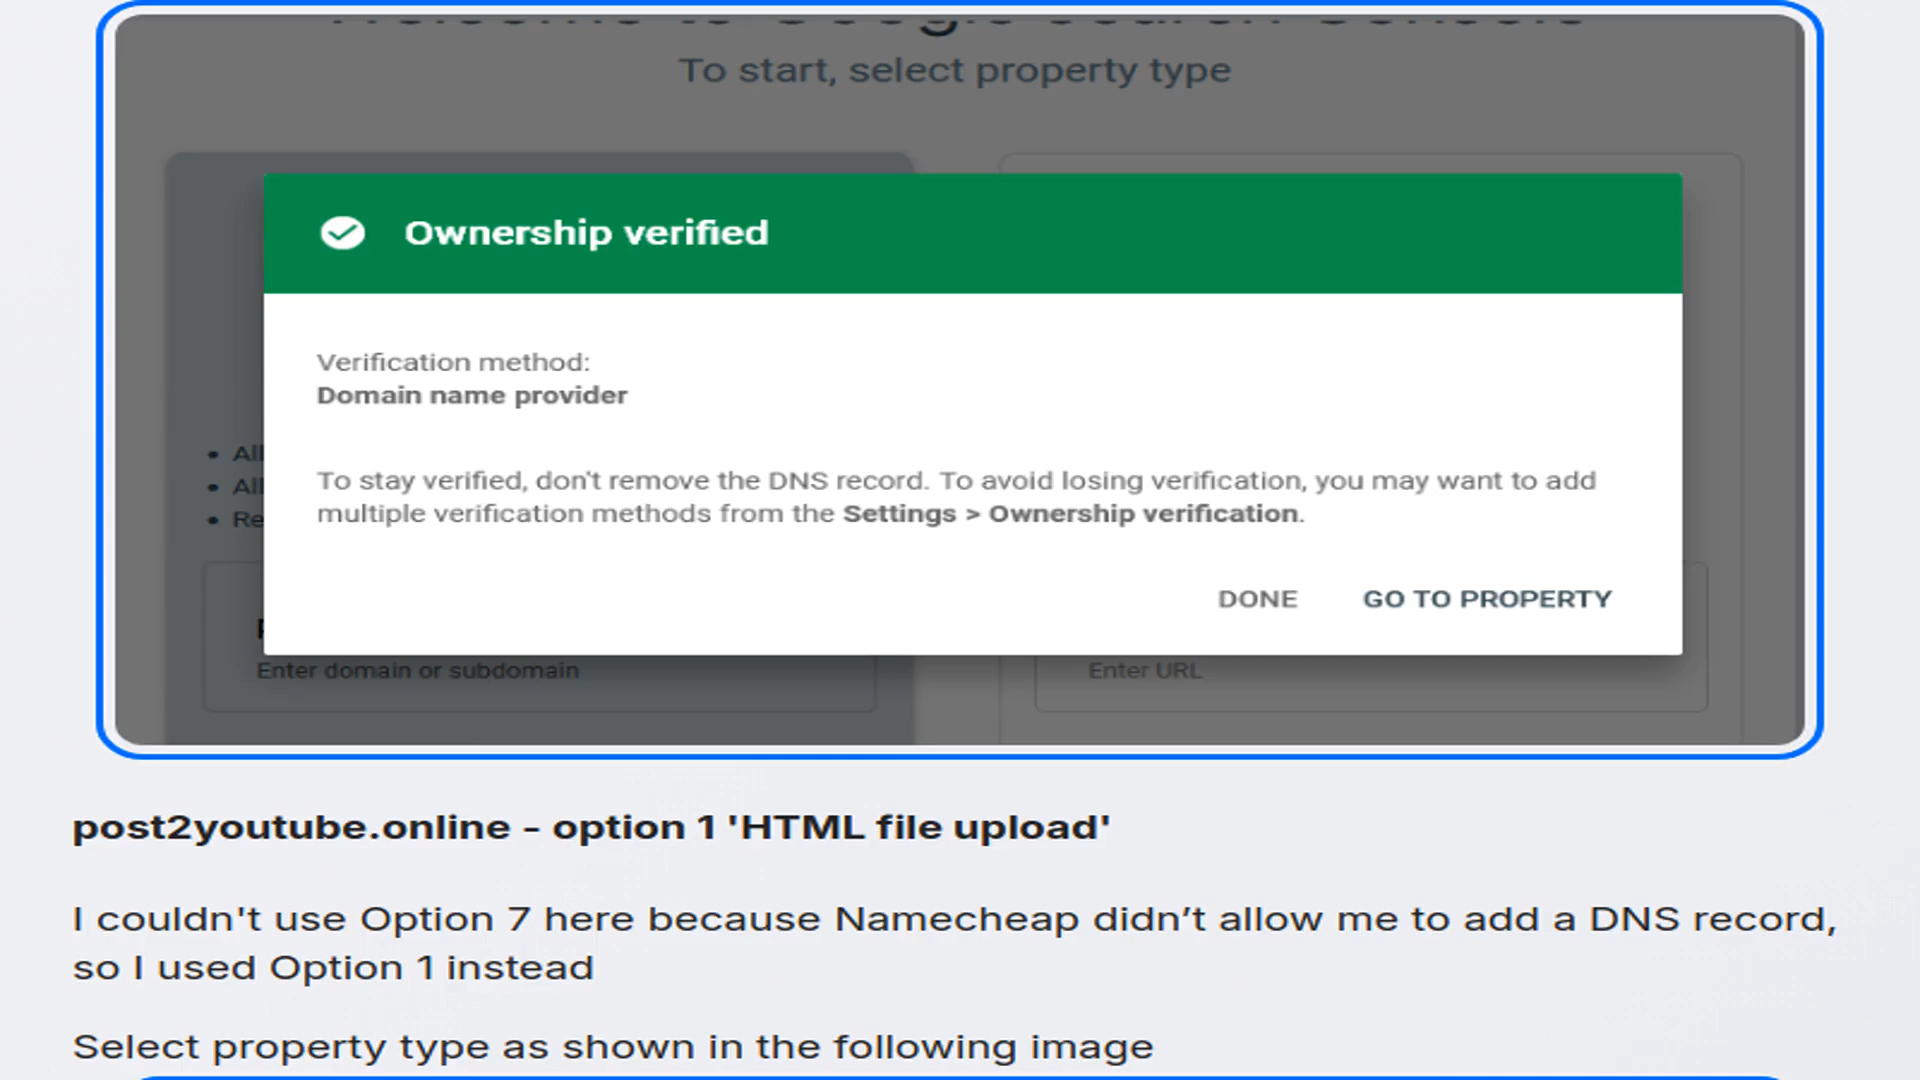 To start, select property type
Ownership verified
Verification method:
Domain name provider
To stay verified, don't remove the DNS record. To avoid losing verification, you may want to add
multiple verification methods from the Settings > Ownership verification.
DONE GO TO PROPERTY
Enter domain or subdomain
Enter URL
post2youtube.online - option 1 'HTML file upload'
I couldn't use Option 7 here because Namecheap didn’t allow me to add a DNS record,
so I used Option 1 instead
Select property type as shown in the following image